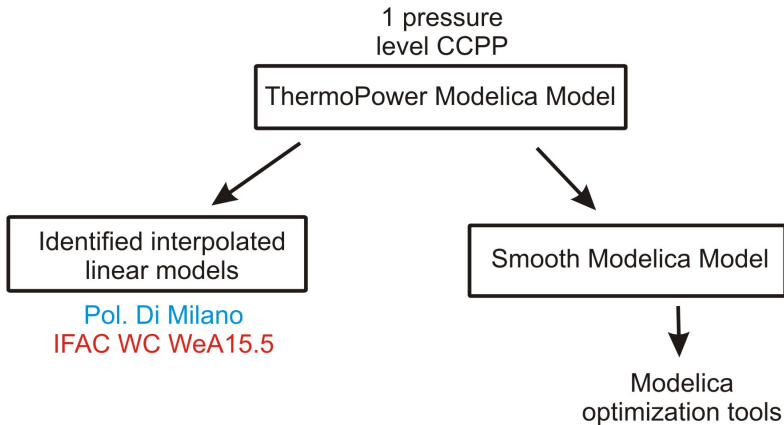 1 pressure
level CCPP
ThermoPower Modelica Model
Identified interpolated
linear models
Pol. Di Milano
IFAC WC WeA15.5
Smooth Modelica Model
Modelica
optimization tools